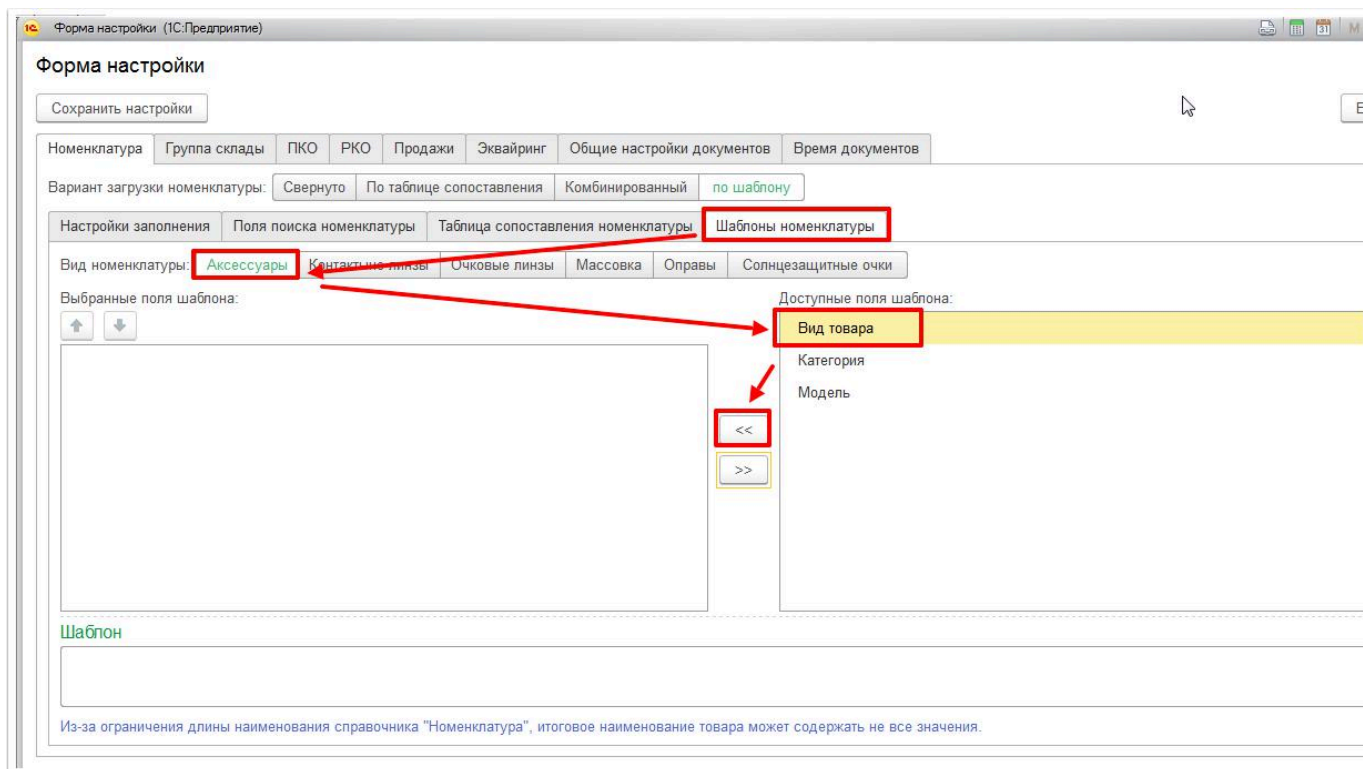 1С Форма настройки (1С:Предприятие) 31 M
Форма настройки
Сохранить настройки Е
Номенклатура Группа склады ПКО РКО Продажи Эквайринг Общие настройки документов Время документов
Вариант загрузки номенклатуры: Свернуто По таблице сопоставления Комбинированный по шаблону
Настройки заполнения Поля поиска номенклатуры Таблица сопоставления номенклатуры Шаблоны номенклатуры
Вид номенклатуры: Аксессуары линзы Очковые линзы Массовка Оправы Солнцезащитные очки
Выбранные поля шаблона: Доступные поля шаблона:
Вид товара
Категория
Модель
<<
>>
Шаблон
Из-за ограничения длины наименования справочника "Номенклатура", итоговое наименование товара может содержать не все значения.